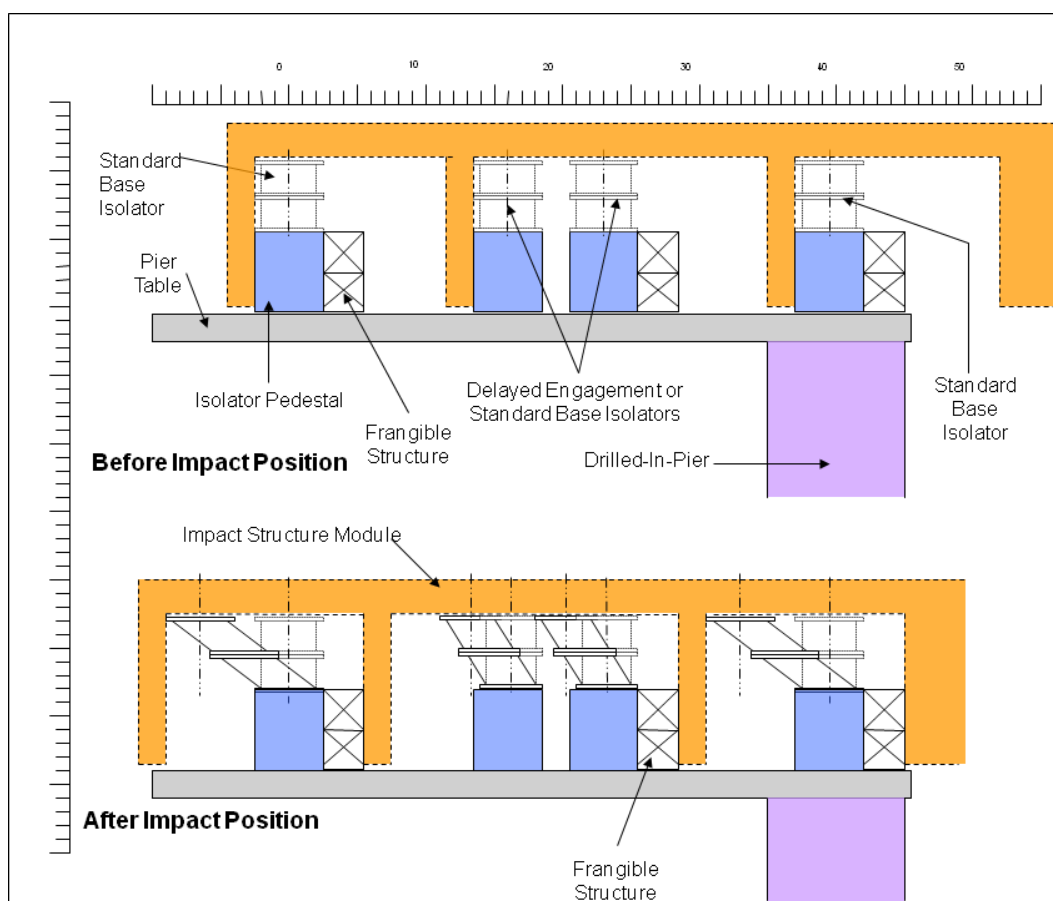 0 10 20 30 40 50
Standard
Base
Isolator
Pier
Table
Isolator Pedestal
Frangible
Structure
Delayed Engagement or
Standard Base Isolators
Standard
Base
Isolator
Before Impact Position
Drilled-In-Pier
Impact Structure Module
After Impact Position
Frangible
Structure